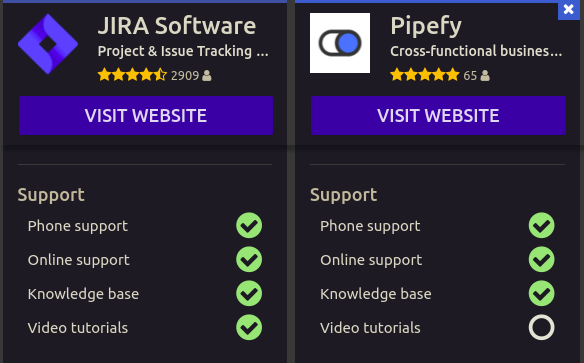 JIRA Software
Project & Issue Tracking ...
2909
VISIT WEBSITE
Support
Phone support
Online support
Knowledge base
Video tutorials
Pipefy
Cross-functional busines...
65
VISIT WEBSITE
Support
Phone support
Online support
Knowledge base
Video tutorials